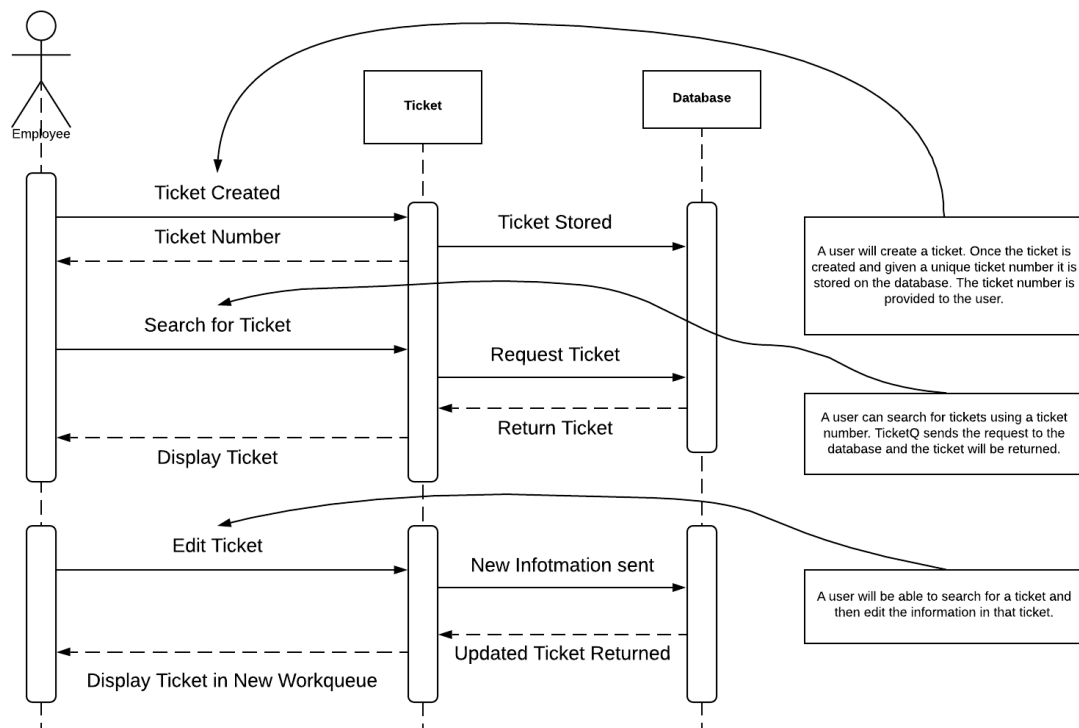 Employee
Ticket
Database
Ticket Created
Ticket Number
Ticket Stored
A user will create a ticket. Once the ticket is
created and given a unique ticket number it is
stored on the database. The ticket number is
provided to the user.
Search for Ticket
Request Ticket
Return Ticket
Display Ticket
A user can search for tickets using a ticket
number. TicketQ sends the request to the
database and the ticket will be returned.
Edit Ticket
New Infotmation sent
Updated Ticket Returned
Display Ticket in New Workqueue
A user will be able to search for a ticket and
then edit the information in that ticket.